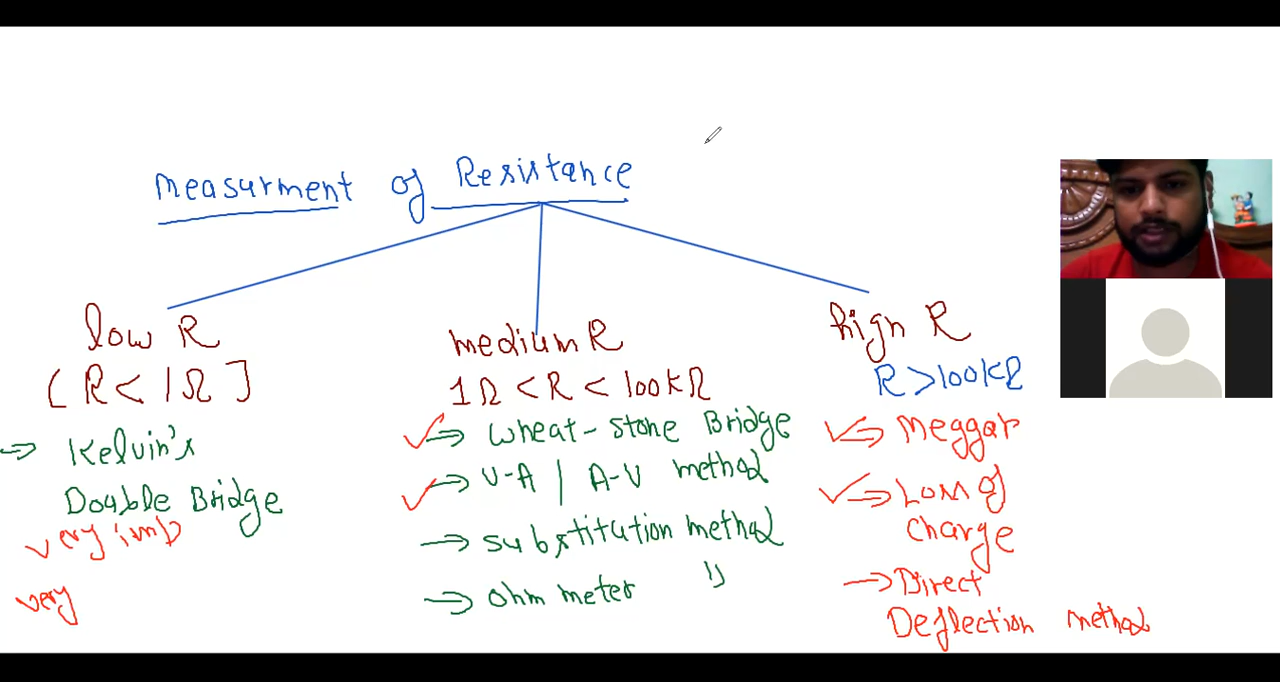 Measurment of Resistance
low R
( R < 1Ω ]
→ Kelvin's
Double Bridge
very imp
very
medium R
1Ω < R < 100kΩ
✓→ Wheat-stone Bridge
✓→ V-A | A-V method
→ substitution method
→ ohm meter "
high R
R > 100kΩ
✓→ Meggar
✓→ Loss of
charge
→ Direct
Deflection method